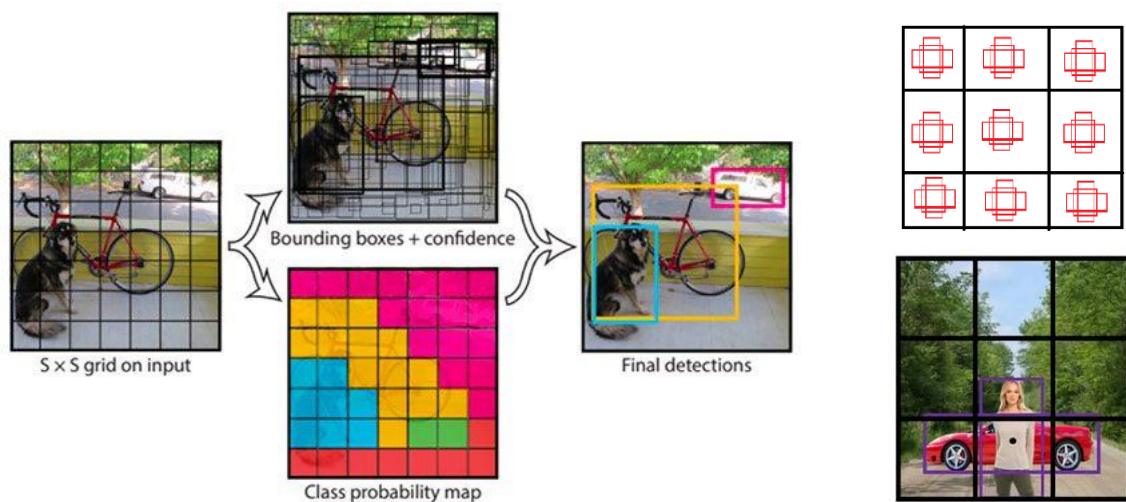 Bounding boxes + confidence
S × S grid on input
Final detections
Class probability map